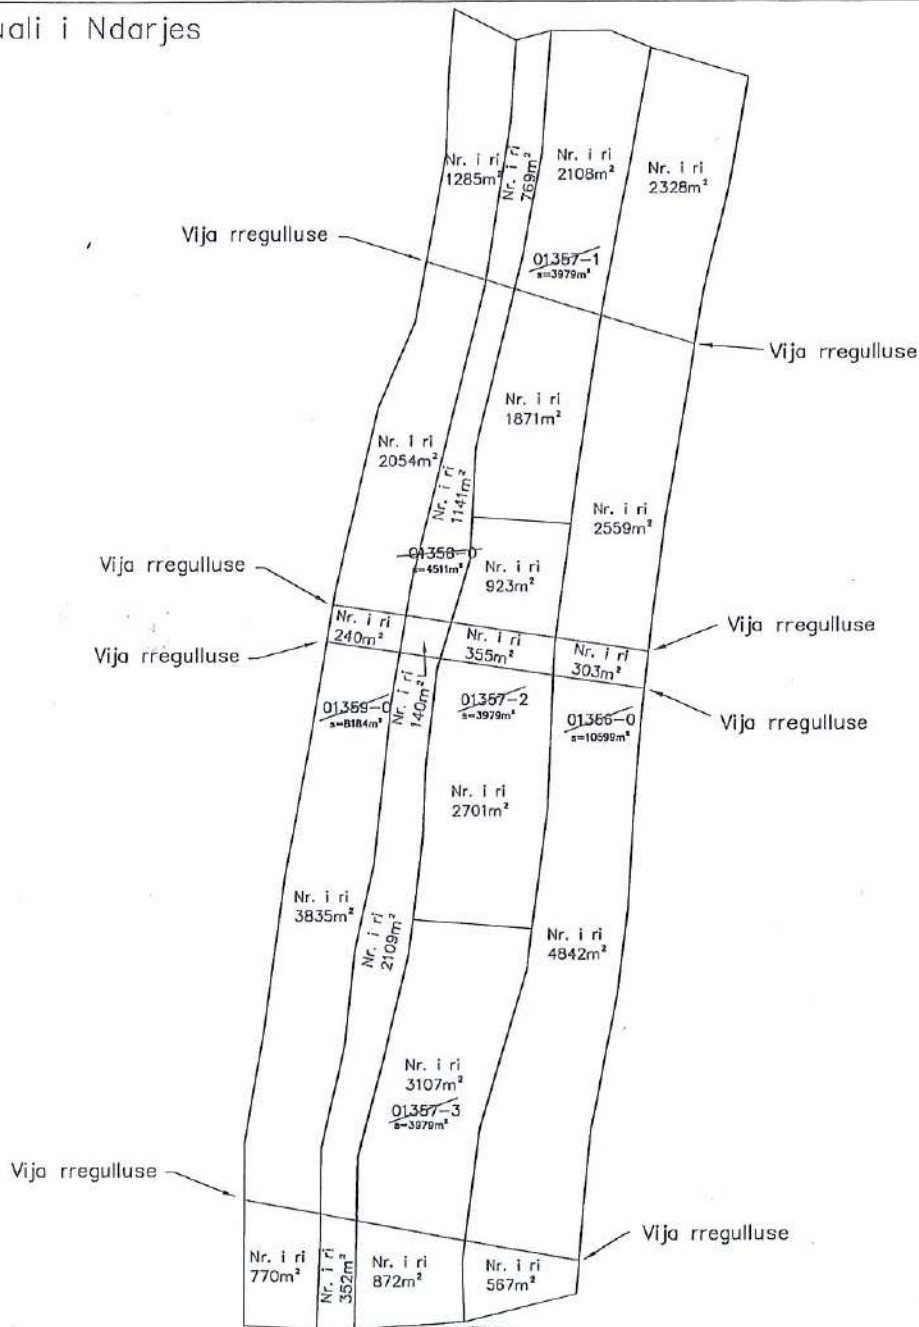 i Ndarjes
Nr. i ri
1285m²
Nr. i ri
769m²
Nr. i ri
2108m²
Nr. i ri
2328m²
Vija rregulluse
01357-1
s=3979m²
Vija rregulluse
Nr. i ri
1871m²
Nr. i ri
2054m²
Nr. i ri
1141m²
Nr. i ri
2559m²
01358-0
s=4511m²
Nr. i ri
923m²
Vija rregulluse
Nr. i ri
240m²
Nr. i ri
355m²
Nr. i ri
303m²
Vija rregulluse
Vija rregulluse
Nr. i ri
140m²
01359-0
s=8184m²
01357-2
s=3979m²
01356-0
s=10599m²
Vija rregulluse
Nr. i ri
2701m²
Nr. i ri
3835m²
Nr. i ri
2109m²
Nr. i ri
4842m²
Nr. i ri
3107m²
01357-3
s=3979m²
Vija rregulluse
Vija rregulluse
Nr. i ri
770m²
Nr. i ri
352m²
Nr. i ri
872m²
Nr. i ri
567m²